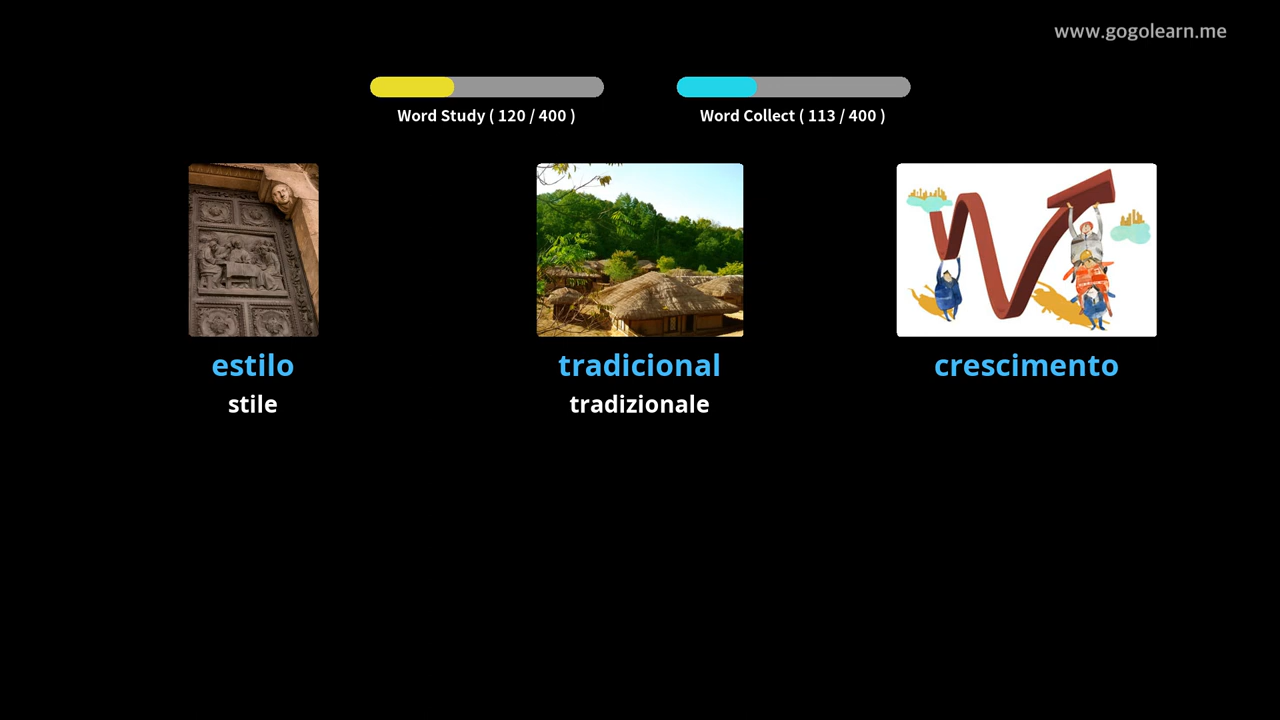 www.gogolearn.me
Word Study ( 120 / 400 )
Word Collect ( 113 / 400 )
estilo
stile
tradicional
tradizionale
crescimento